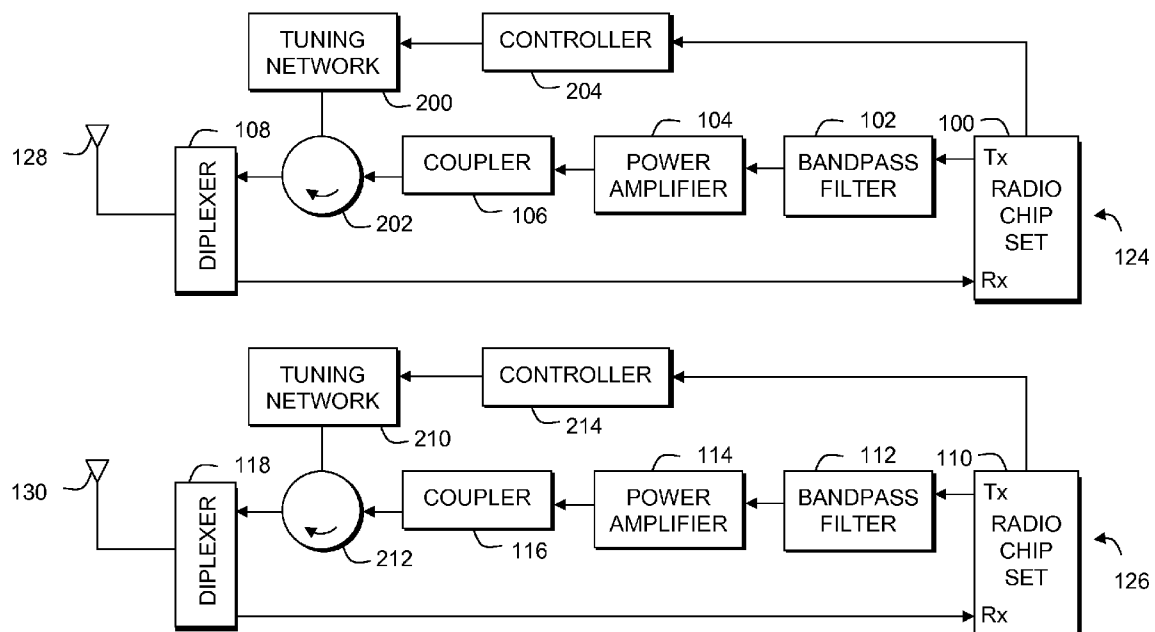 TUNING
NETWORK
200
CONTROLLER
204
128
108
DIPLEXER
202
COUPLER
106
104
POWER
AMPLIFIER
102
BANDPASS
FILTER
100
Tx
RADIO
CHIP
SET
Rx
124
TUNING
NETWORK
210
CONTROLLER
214
130
118
DIPLEXER
212
COUPLER
116
114
POWER
AMPLIFIER
112
BANDPASS
FILTER
110
Tx
RADIO
CHIP
SET
Rx
126